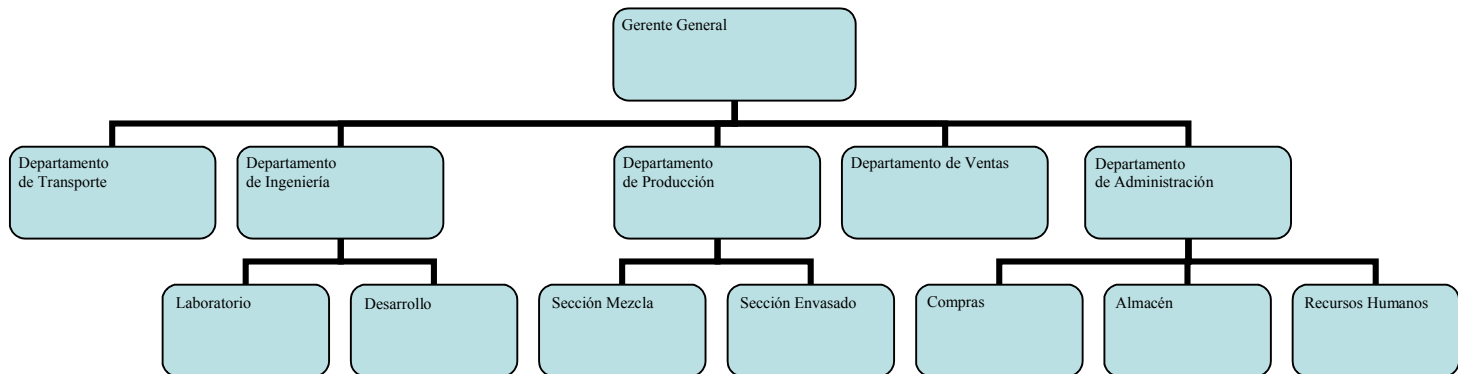 Gerente General
Departamento
de Transporte
Departamento
de Ingeniería
Departamento
de Producción
Departamento de Ventas
Departamento
de Administración
Laboratorio
Desarrollo
Sección Mezcla
Sección Envasado
Compras
Almacén
Recursos Humanos